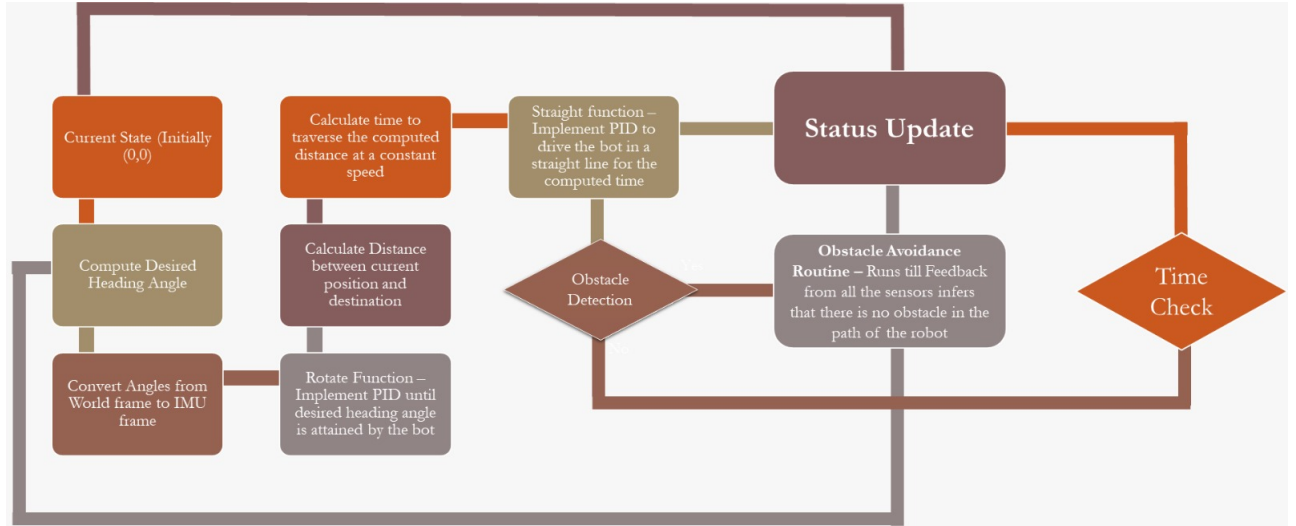 Current State (Initially
(0,0)
Compute Desired
Heading Angle
Convert Angles from
World frame to IMU
frame
Rotate Function –
Implement PID until
desired heading angle
is attained by the bot
Calculate Distance
between current
position and
destination
Calculate time to
traverse the computed
distance at a constant
speed
Straight function –
Implement PID to
drive the bot in a
straight line for the
computed time
Obstacle
Detection
Yes
Status Update
Obstacle Avoidance
Routine – Runs till Feedback
from all the sensors infers
that there is no obstacle in the
path of the robot
Time
Check